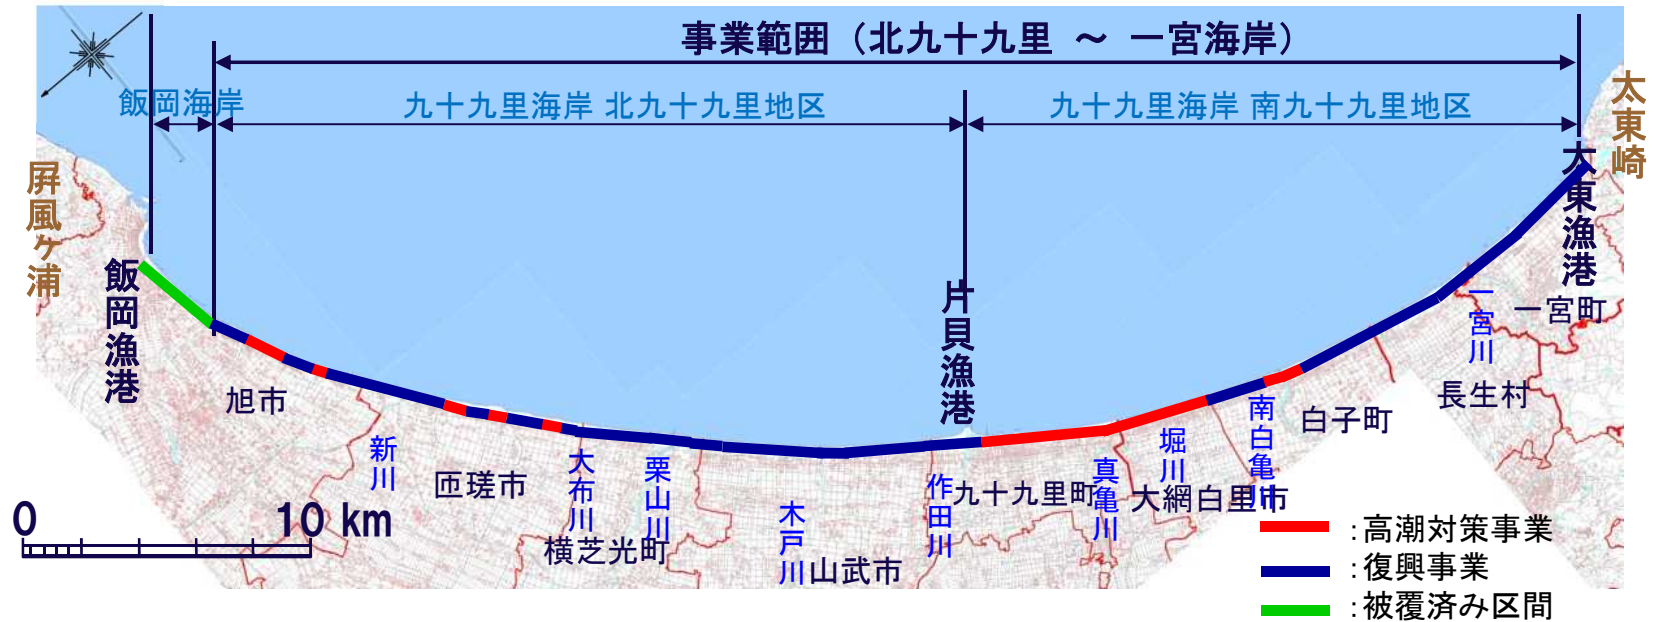 事業範囲（北九十九里 ～ 一宮海岸）
飯岡海岸
九十九里海岸 北九十九里地区
九十九里海岸 南九十九里地区
太東崎
屏風ケ浦
飯岡漁港
片貝漁港
大東漁港
旭市
新川
匝瑳市
大布川
横芝光町
栗山川
木戸川
山武市
作田川
九十九里町
真亀川
大網白里市
堀川
南白亀川
白子町
長生村
一宮川
一宮町
0 10 km
：高潮対策事業
：復興事業
：被覆済み区間